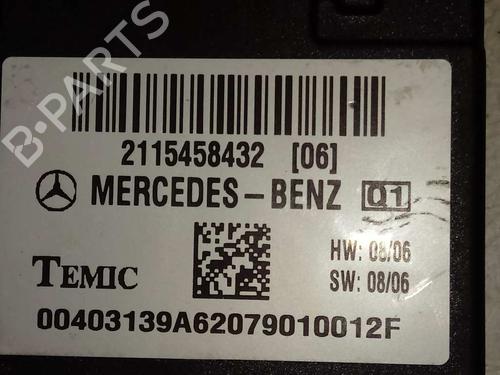 B-PARTS
2115458432 [06]
MERCEDES-BENZ Q1
HW: 08/06
TEMIC
SW: 08/06
00403139A62079010012F